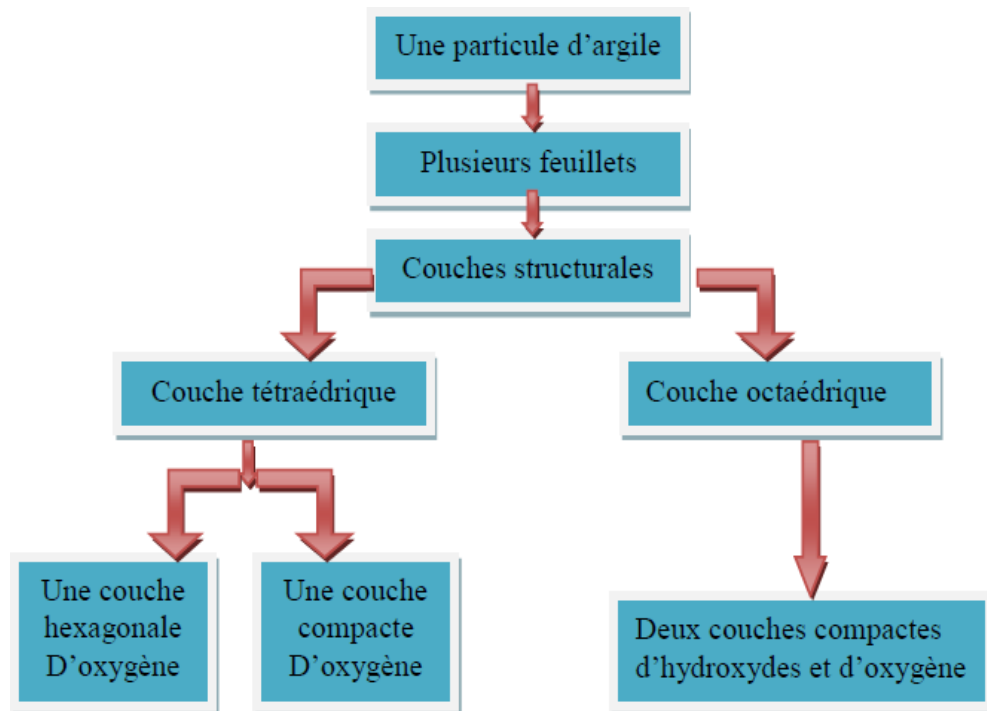 Une particule d'argile
Plusieurs feuillets
Couches structurales
Couche tétraédrique
Couche octaédrique
Une couche
hexagonale
D'oxygène
Une couche
compacte
D'oxygène
Deux couches compactes
d'hydroxydes et d'oxygène